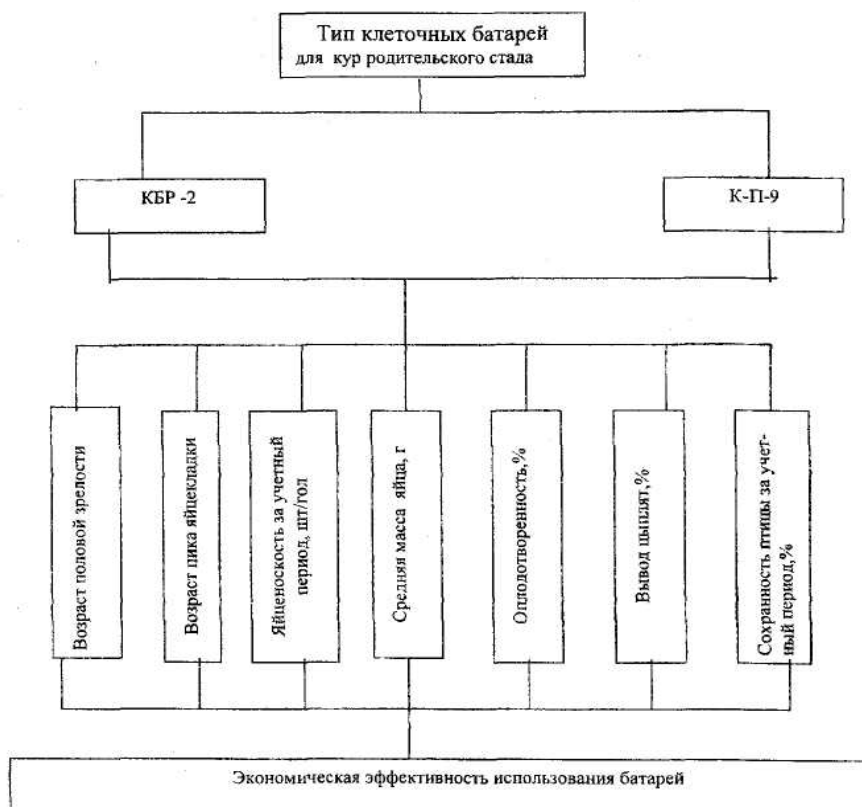 Тип клеточных батарей
для кур родительского стада
КБР -2
К-П-9
Возраст половой зрелости
Возраст пика яйцекладки
Яйценоскость за учетный
период, шт/гол
Средняя масса яйца, г
Оплодотворенность,%
Вывод цыплят,%
Сохранность птицы за учет-
ный период,%
Экономическая эффективность использования батарей